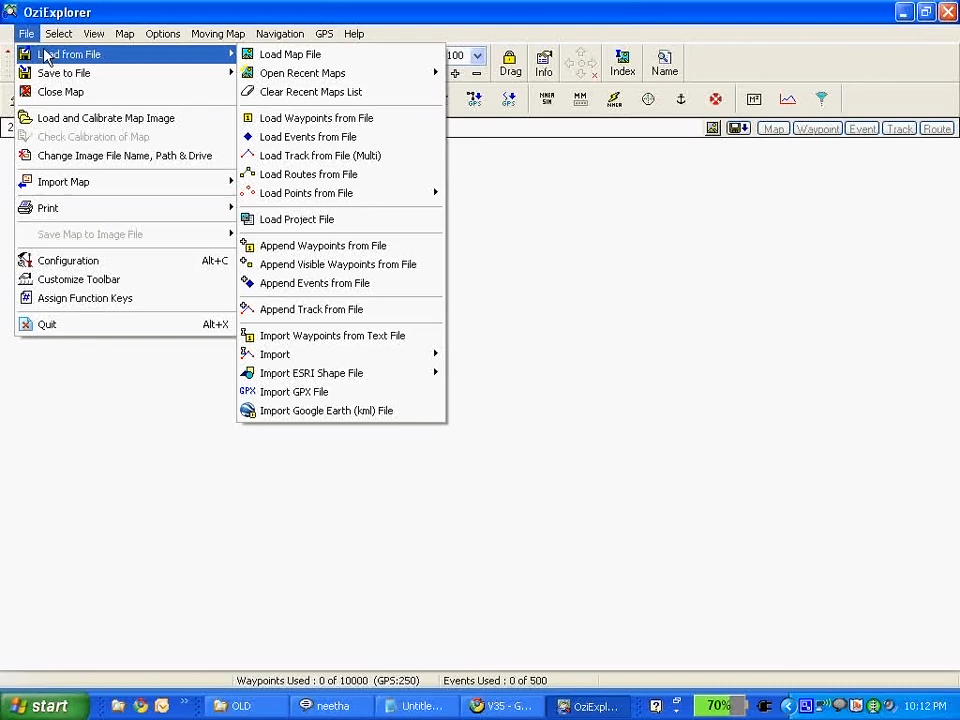 OziExplorer
File Select View Map Options Moving Map Navigation GPS Help
Load from File
Save to File
Close Map
Load and Calibrate Map Image
Check Calibration of Map
Change Image File Name, Path & Drive
Import Map
Print
Save Map to Image File
Configuration Alt+C
Customize Toolbar
Assign Function Keys
Quit Alt+X
Load Map File
Open Recent Maps
Clear Recent Maps List
Load Waypoints from File
Load Events from File
Load Track from File (Multi)
Load Routes from File
Load Points from File
Load Project File
Append Waypoints from File
Append Visible Waypoints from File
Append Events from File
Append Track from File
Import Waypoints from Text File
Import
Import ESRI Shape File
GPX Import GPX File
Import Google Earth (kml) File
100 Drag Info Index Name
2 Map Waypoint Event Track Route
Waypoints Used : 0 of 10000 (GPS:250) Events Used : 0 of 500
start OLD neetha Untitle... V35 - G... OziExpl... 70% 10:12 PM